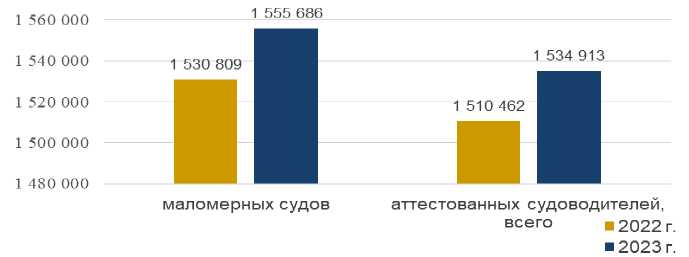 1 560 000
1 540 000
1 520 000
1 500 000
1 480 000
1 555 686
1 530 809
1 534 913
1 510 462
маломерных судов
аттестованных судоводителей,
всего
2022 г.
2023 г.